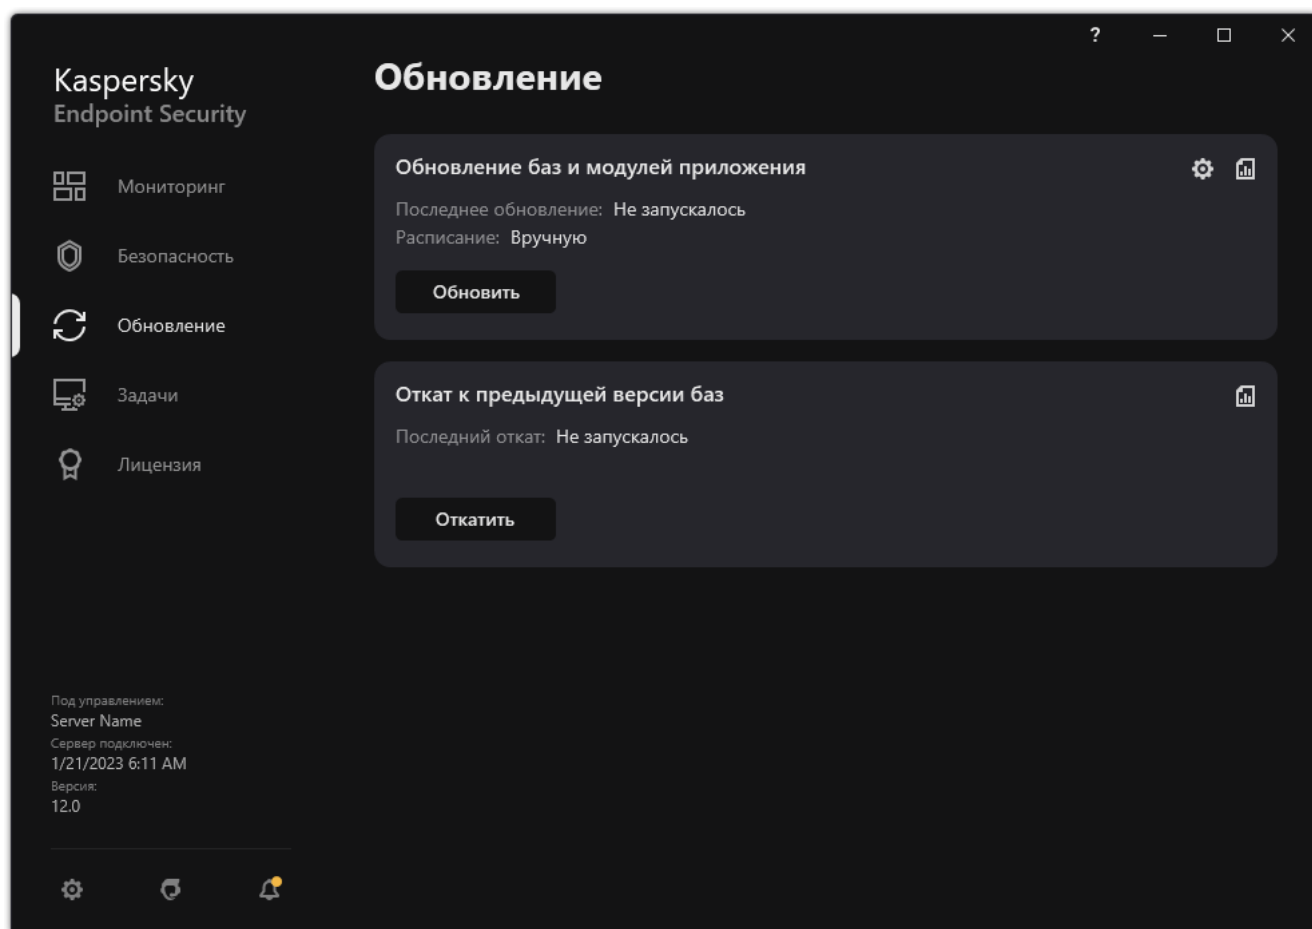 ?
Kaspersky
Endpoint Security
Мониторинг
Безопасность
Обновление
Задачи
Лицензия
Под управлением:
Server Name
Сервер подключен:
1/21/2023 6:11 AM
Версия:
12.0
Обновление
Обновление баз и модулей приложения
Последнее обновление: Не запускалось
Расписание: Вручную
Обновить
Откат к предыдущей версии баз
Последний откат: Не запускалось
Откатить